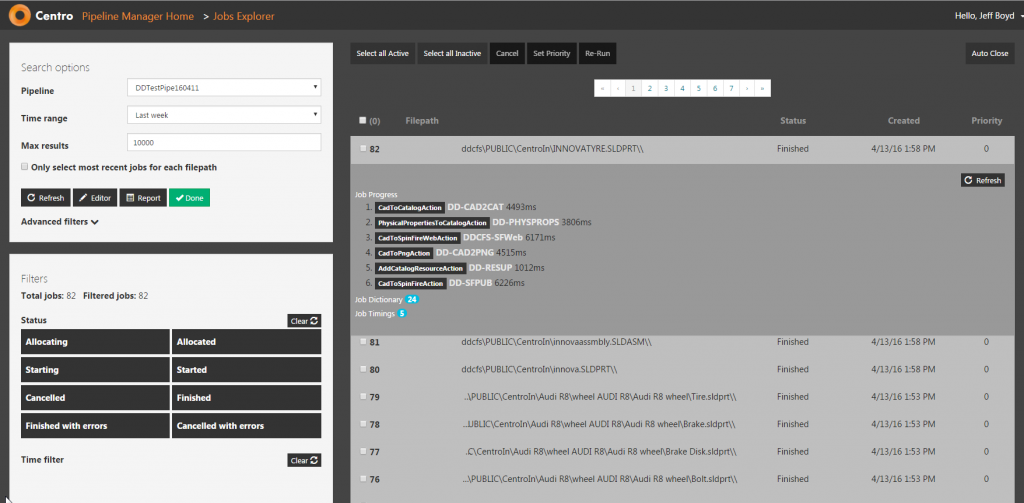 Centro Pipeline Manager Home > Jobs Explorer
Hello, Jeff Boyd
Search options
Pipeline DDTestPipe160411
Time range Last week
Max results 10000
Only select most recent jobs for each filepath
Refresh Editor Report Done
Advanced filters
Filters
Total jobs: 82 Filtered jobs: 82
Status Clear
Allocating Allocated
Starting Started
Cancelled Finished
Finished with errors Cancelled with errors
Time filter Clear
Select all Active Select all Inactive Cancel Set Priority Re-Run Auto Close
« ‹ 1 2 3 4 5 6 7 › »
(0) Filepath Status Created Priority
82 ddcfs\PUBLIC\CentroIn\INNOVATYRE.SLDPRT\\ Finished 4/13/16 1:58 PM 0
Refresh
Job Progress
1. CadToCatalogAction DD-CAD2CAT 4493ms
2. PhysicalPropertiesToCatalogAction DD-PHYSPROPS 3806ms
3. CadToSpinFireWebAction DDCFS-SFWeb 6171ms
4. CadToPngAction DD-CAD2PNG 4515ms
5. AddCatalogResourceAction DD-RESUP 1012ms
6. CadToSpinFireAction DD-SFPUB 6226ms
Job Dictionary 24
Job Timings 5
81 ddcfs\PUBLIC\CentroIn\innovaassmbly.SLDASM\\ Finished 4/13/16 1:58 PM 0
80 ddcfs\PUBLIC\CentroIn\innova.SLDPRT\\ Finished 4/13/16 1:58 PM 0
79 ..\PUBLIC\CentroIn\Audi R8\wheel AUDI R8\Audi R8 wheel\Tire.sldprt\\ Finished 4/13/16 1:53 PM 0
78 ..UBLIC\CentroIn\Audi R8\wheel AUDI R8\Audi R8 wheel\Brake.sldprt\\ Finished 4/13/16 1:53 PM 0
77 .C\CentroIn\Audi R8\wheel AUDI R8\Audi R8 wheel\Brake Disk.sldprt\\ Finished 4/13/16 1:53 PM 0
76 ..\PUBLIC\CentroIn\Audi R8\wheel AUDI R8\Audi R8 wheel\Bolt.sldprt\\ Finished 4/13/16 1:53 PM 0